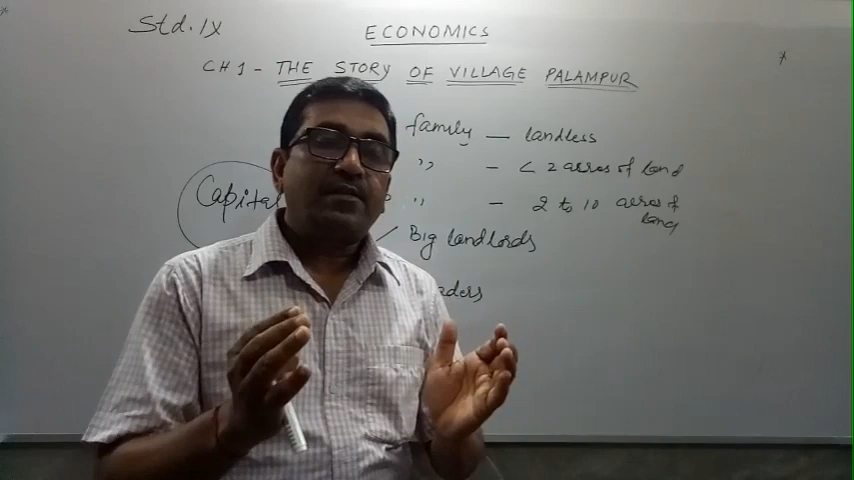 Std. IX
ECONOMICS
CH 1 - THE STORY OF VILLAGE PALAMPUR
family — landless
,, - < 2 acres of land
Capital
,, - 2 to 10 acres of
land
Big landlords
aders